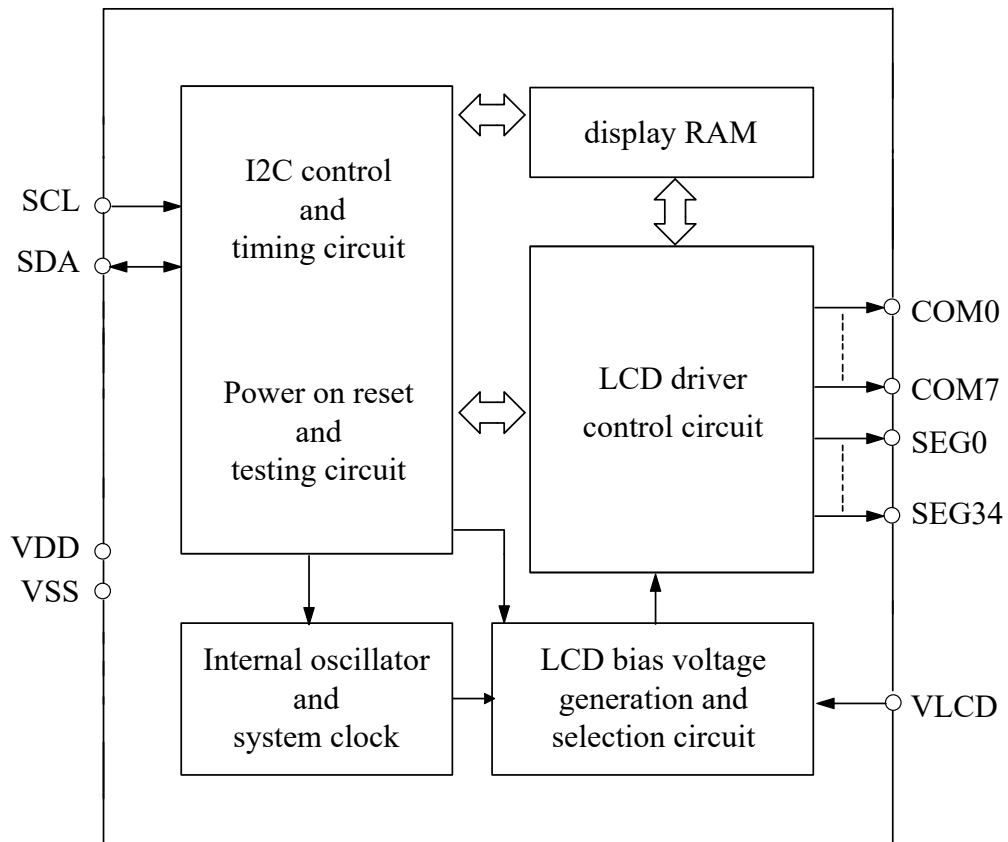 SCL
SDA
VDD
VSS
I2C control
and
timing circuit
Power on reset
and
testing circuit
display RAM
LCD driver
control circuit
Internal oscillator
and
system clock
LCD bias voltage
generation and
selection circuit
COM0
COM7
SEG0
SEG34
VLCD